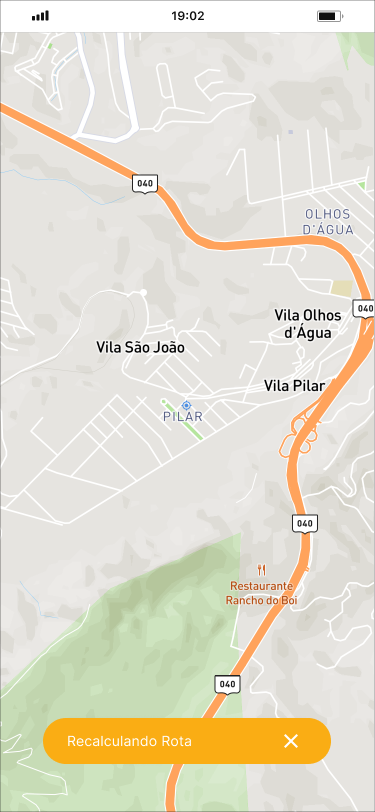 19:02
040
OLHOS
D'ÁGUA
040
Vila Olhos
d'Água
Vila São João
Vila Pilar
PILAR
040
Restaurante
Rancho do Boi
040
Recalculando Rota